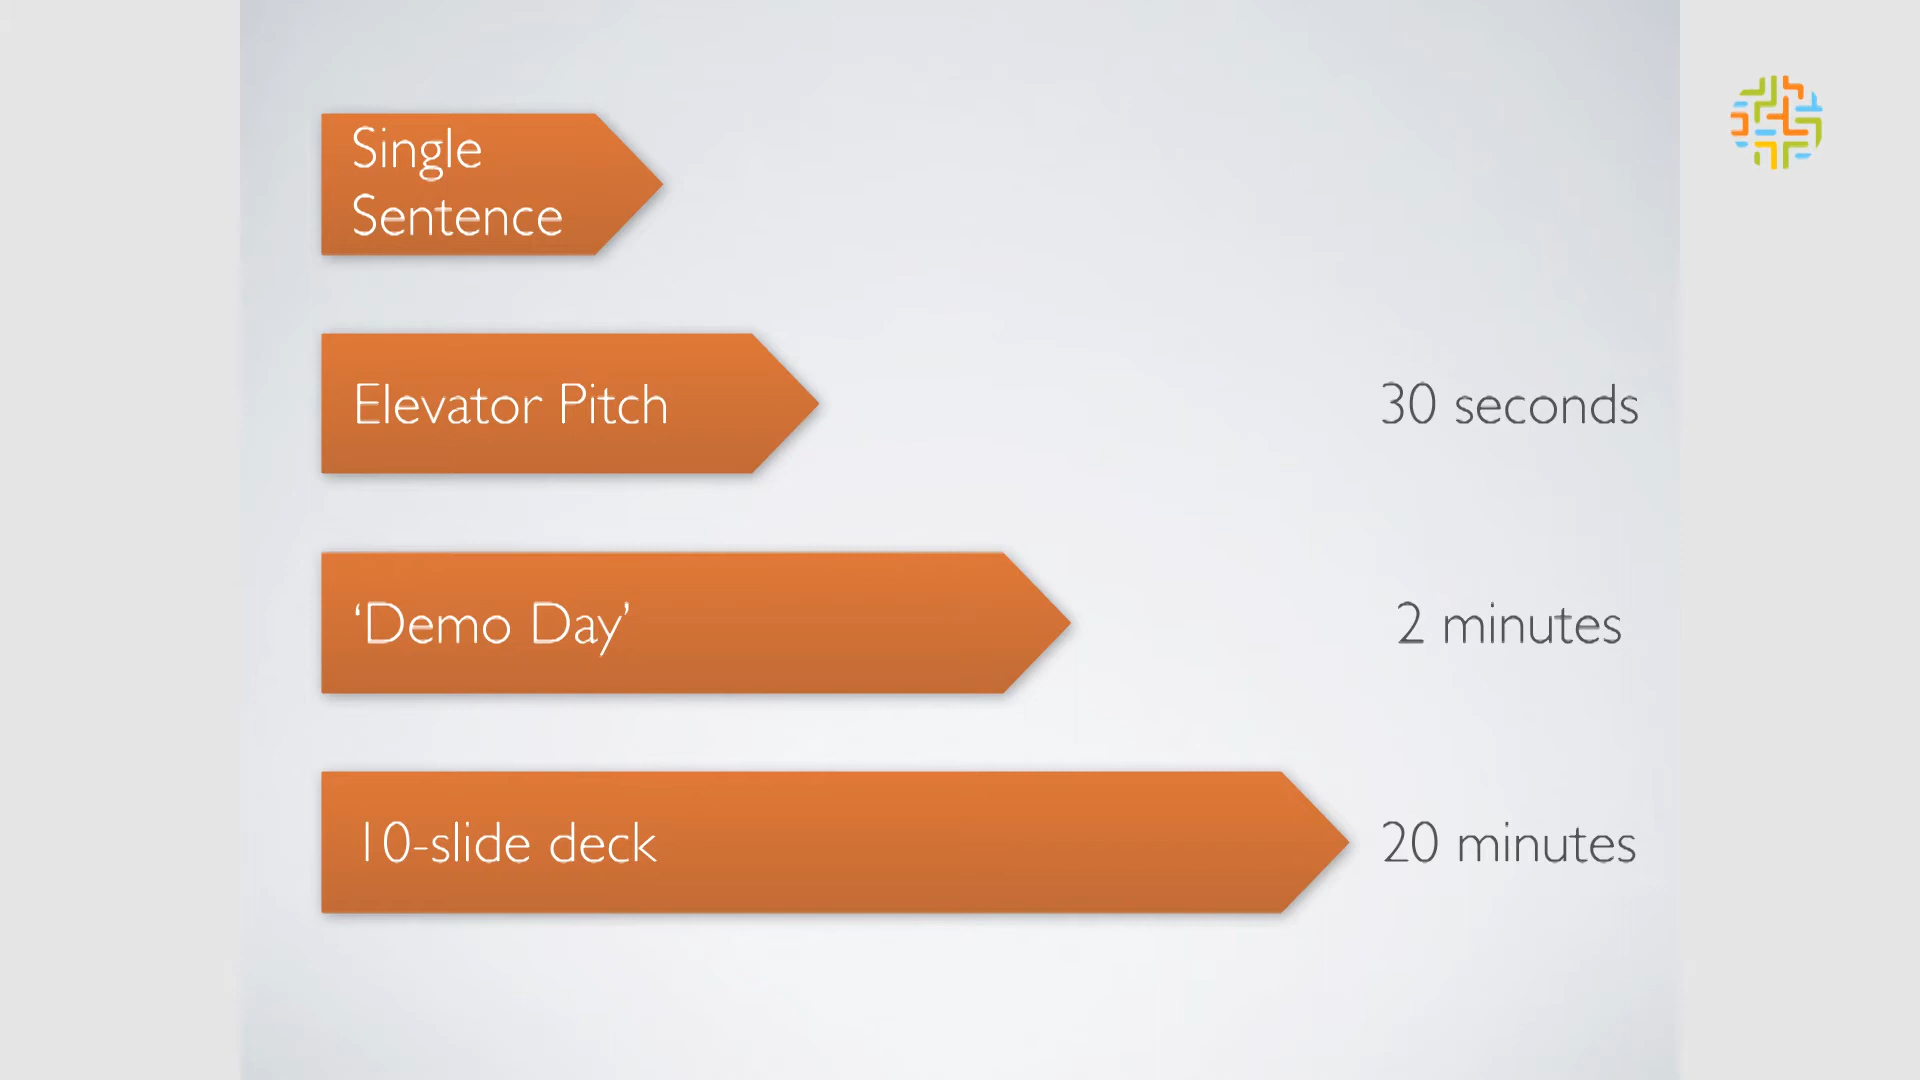 Single
Sentence
Elevator Pitch
30 seconds
‘Demo Day’
2 minutes
10-slide deck
20 minutes